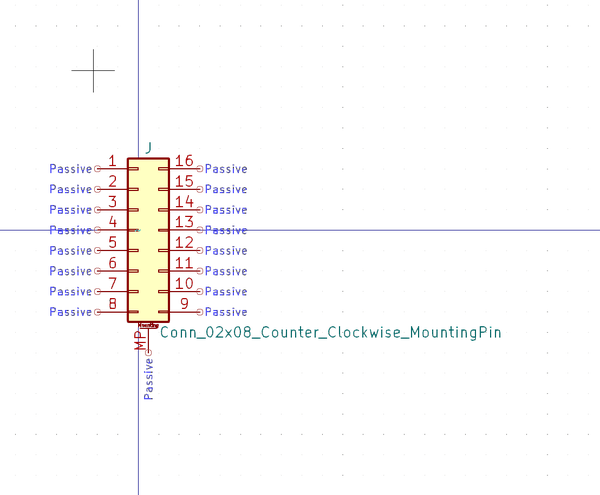 J
Passive 1 16 Passive
Passive 2 15 Passive
Passive 3 14 Passive
Passive 4 13 Passive
Passive 5 12 Passive
Passive 6 11 Passive
Passive 7 10 Passive
Passive 8 9 Passive
Conn_02x08_Counter_Clockwise_MountingPin
MP
Passive